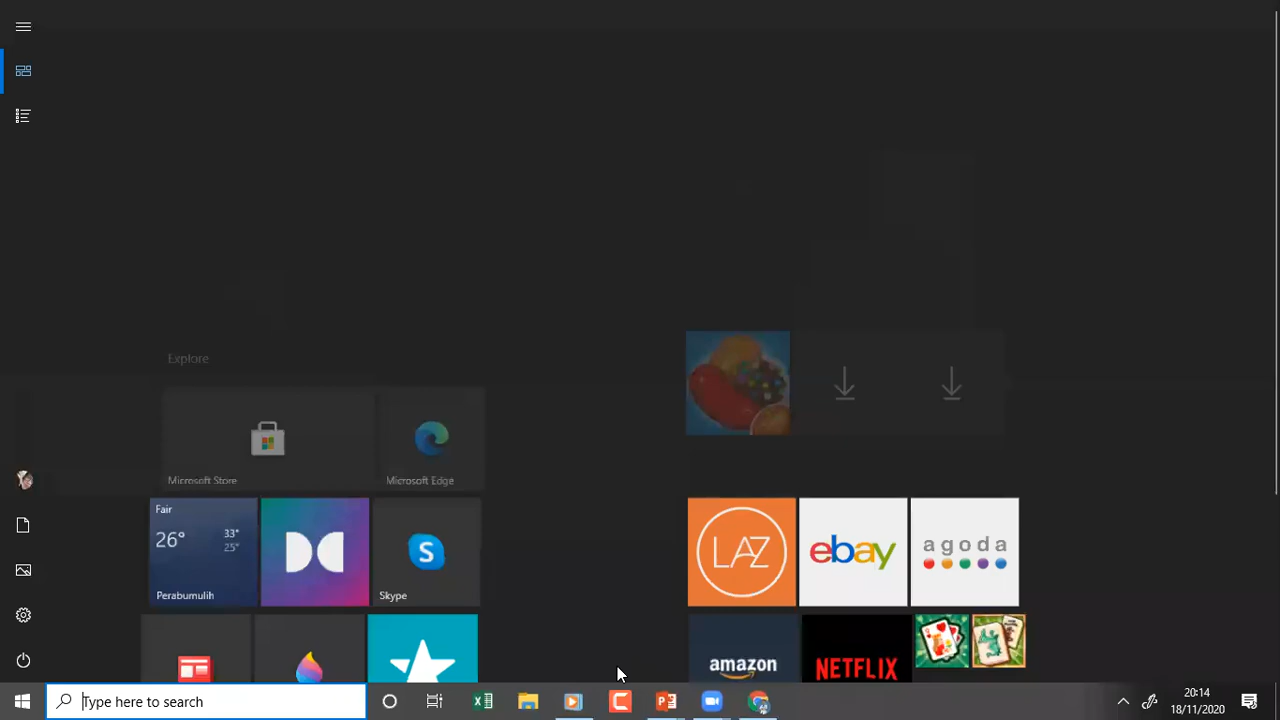 Explore
Microsoft Store
Microsoft Edge
Fair
26°
33°
25°
Perabumulih
Skype
LAZ
ebay
agoda
amazon
NETFLIX
Type here to search
20:14
18/11/2020